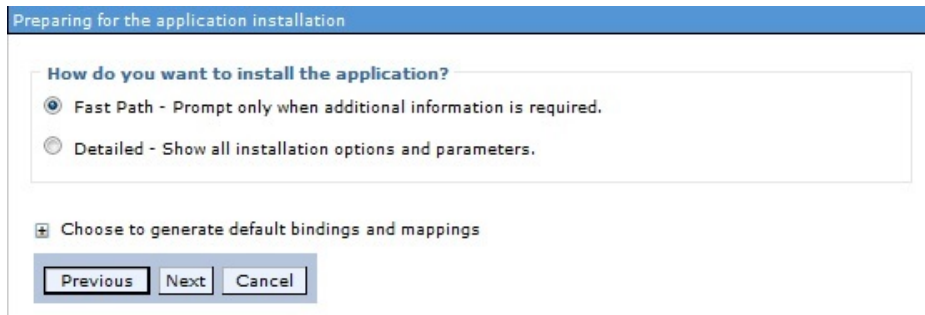 Preparing for the application installation
How do you want to install the application?
Fast Path - Prompt only when additional information is required.
Detailed - Show all installation options and parameters.
Choose to generate default bindings and mappings
Previous Next Cancel